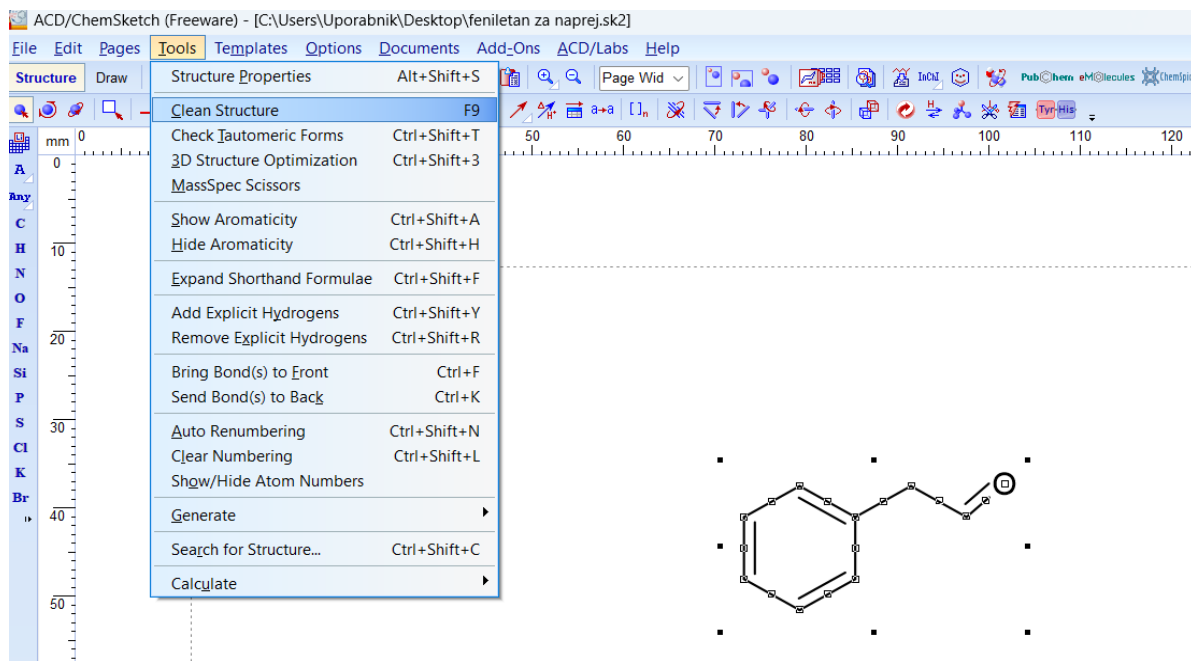 ACD/ChemSketch (Freeware) - [C:\Users\Uporabnik\Desktop\feniletan za naprej.sk2]
File Edit Pages Tools Templates Options Documents Add-Ons ACD/Labs Help
Structure Draw Page Wid InChI PubChem eMolecules ChemSpi
a→a []n H Tyr His
mm 0 50 60 70 80 90 100 110 120
Structure Properties Alt+Shift+S
Clean Structure F9
Check Tautomeric Forms Ctrl+Shift+T
3D Structure Optimization Ctrl+Shift+3
MassSpec Scissors
Show Aromaticity Ctrl+Shift+A
Hide Aromaticity Ctrl+Shift+H
Expand Shorthand Formulae Ctrl+Shift+F
Add Explicit Hydrogens Ctrl+Shift+Y
Remove Explicit Hydrogens Ctrl+Shift+R
Bring Bond(s) to Front Ctrl+F
Send Bond(s) to Back Ctrl+K
Auto Renumbering Ctrl+Shift+N
Clear Numbering Ctrl+Shift+L
Show/Hide Atom Numbers
Generate
Search for Structure... Ctrl+Shift+C
Calculate
A
Any
C
H
N
O
F
Na
Si
P
S
Cl
K
Br
0
10
20
30
40
50
O